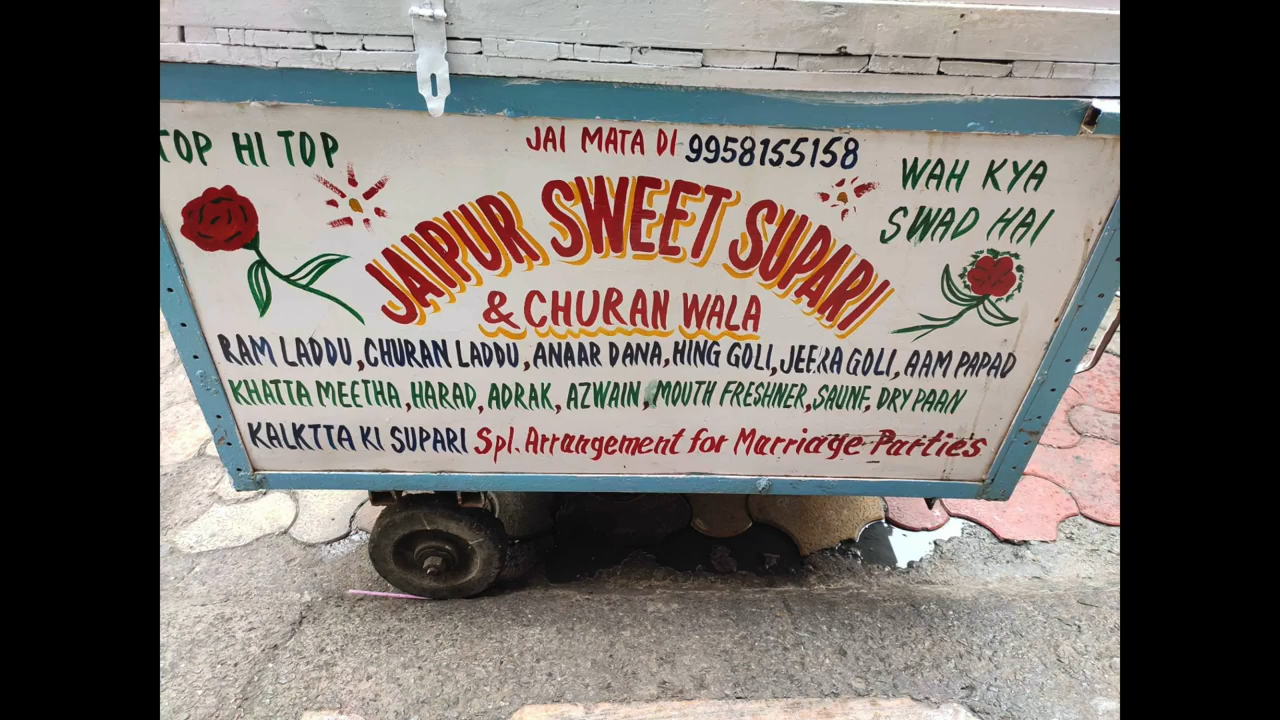 TOP HI TOP
JAI MATA DI 9958155158
WAH KYA
SWAD HAI
JAIPUR SWEET SUPARI
& CHURAN WALA
RAM LADDU, CHURAN LADDU, ANAAR DANA, HING GOLI, JEERA GOLI, AAM PAPAD
KHATTA MEETHA, HARAD, ADRAK, AZWAIN, MOUTH FRESHNER, SAUNF, DRY PAAN
KALKTTA KI SUPARI Spl. Arrangement for Marriage Parties